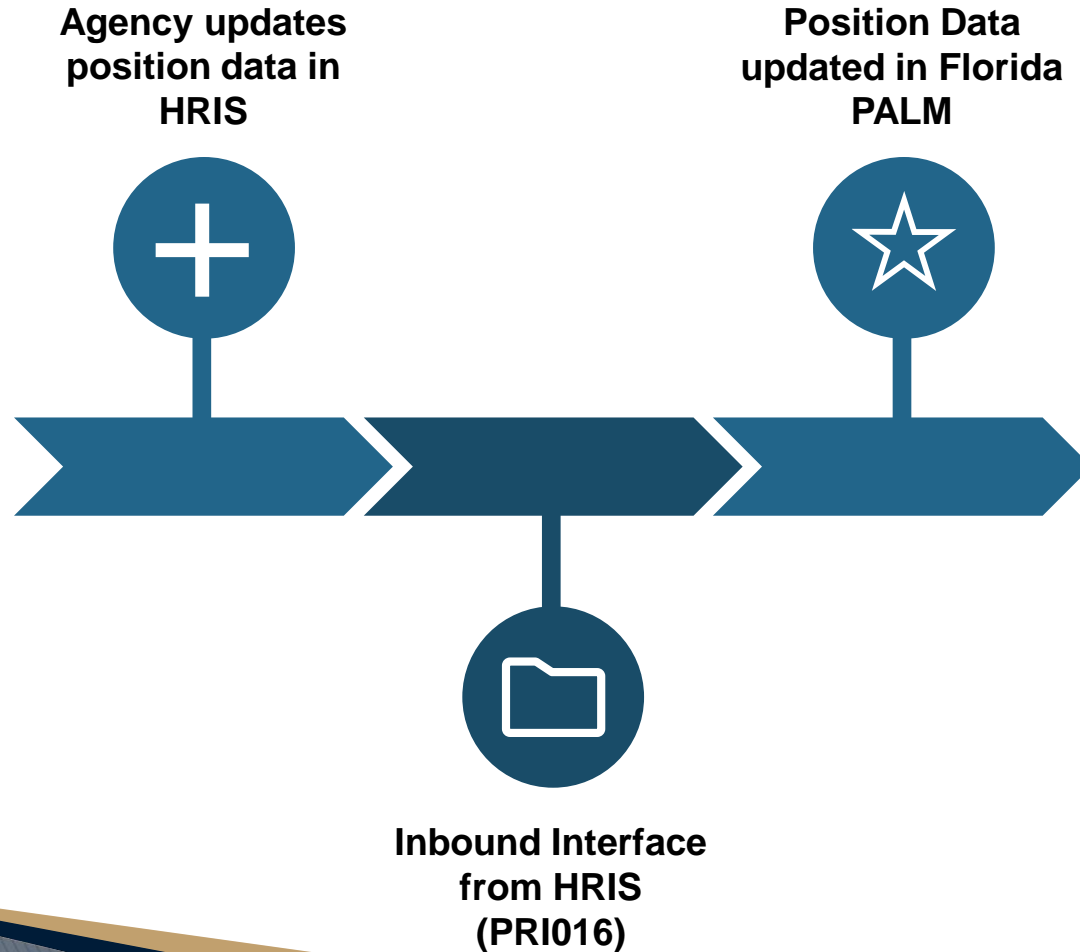 Agency updates
position data in
HRIS
Position Data
updated in Florida
PALM
Inbound Interface
from HRIS
(PRI016)